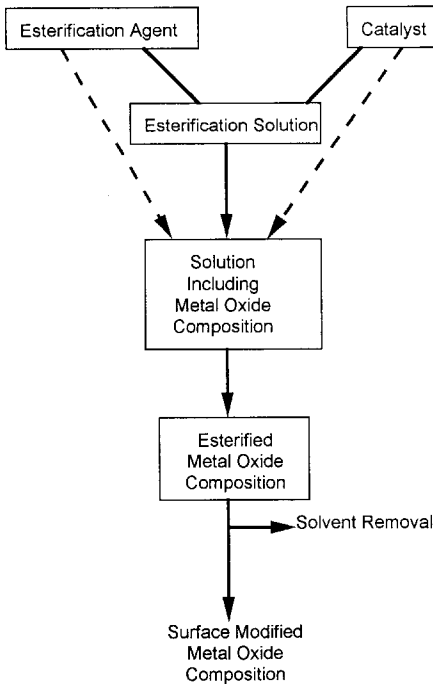 Esterification Agent
Catalyst
Esterification Solution
Solution
Including
Metal Oxide
Composition
Esterified
Metal Oxide
Composition
Solvent Removal
Surface Modified
Metal Oxide
Composition